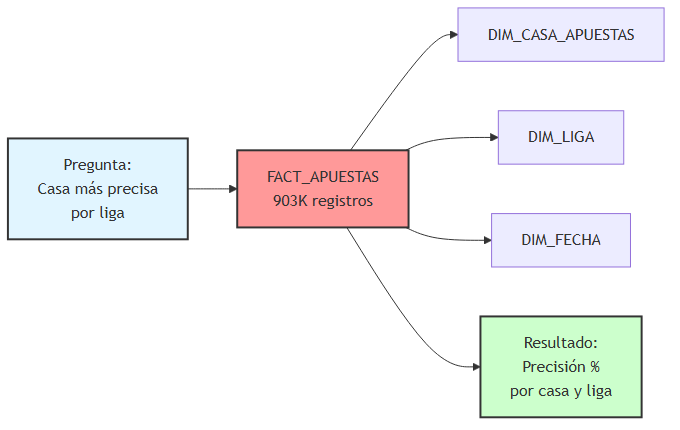 Pregunta:
Casa más precisa
por liga
FACT_APUESTAS
903K registros
DIM_CASA_APUESTAS
DIM_LIGA
DIM_FECHA
Resultado:
Precisión %
por casa y liga